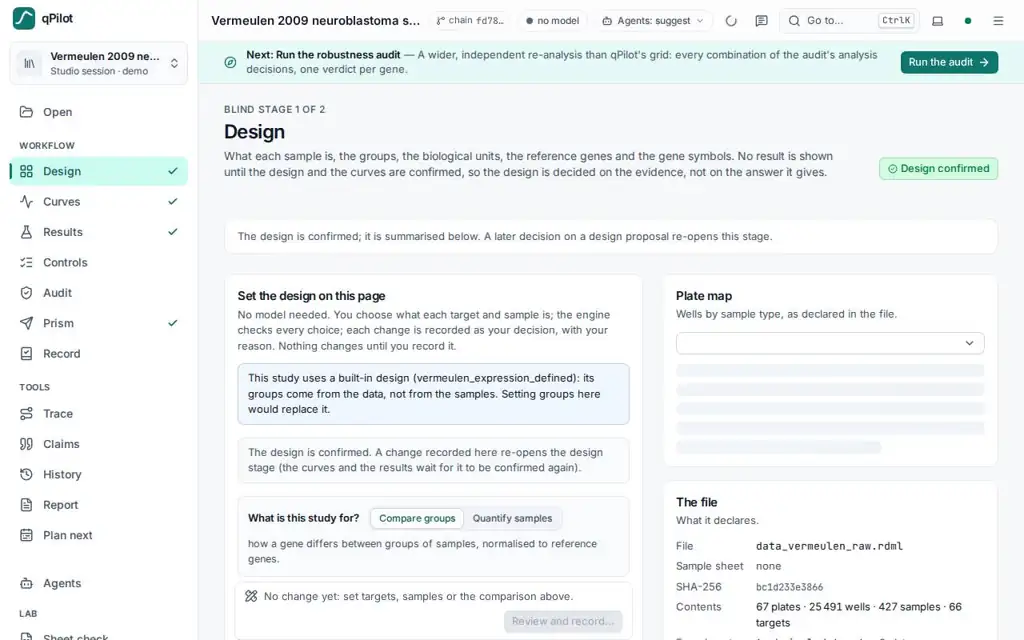 qPilot
Vermeulen 2009 neuroblastoma s...
chain fd78…
no model
Agents: suggest
Go to...
CtrlK
Vermeulen 2009 ne...
Studio session · demo
Next: Run the robustness audit — A wider, independent re-analysis than qPilot's grid: every combination of the audit's analysis
decisions, one verdict per gene.
Run the audit
Open
WORKFLOW
Design
Curves
Results
Controls
Audit
Prism
Record
TOOLS
Trace
Claims
History
Report
Plan next
Agents
LAB
Sheet check
BLIND STAGE 1 OF 2
Design
What each sample is, the groups, the biological units, the reference genes and the gene symbols. No result is shown
until the design and the curves are confirmed, so the design is decided on the evidence, not on the answer it gives.
Design confirmed
The design is confirmed; it is summarised below. A later decision on a design proposal re-opens this stage.
Set the design on this page
No model needed. You choose what each target and sample is; the engine
checks every choice; each change is recorded as your decision, with your
reason. Nothing changes until you record it.
This study uses a built-in design (vermeulen_expression_defined): its
groups come from the data, not from the samples. Setting groups here
would replace it.
The design is confirmed. A change recorded here re-opens the design
stage (the curves and the results wait for it to be confirmed again).
What is this study for?
Compare groups
Quantify samples
how a gene differs between groups of samples, normalised to reference
genes.
No change yet: set targets, samples or the comparison above.
Review and record...
Plate map
Wells by sample type, as declared in the file.
The file
What it declares.
File data_vermeulen_raw.rdml
Sample sheet none
SHA-256 bc1d233e3866
Contents 67 plates · 25 491 wells · 427 samples · 66
targets